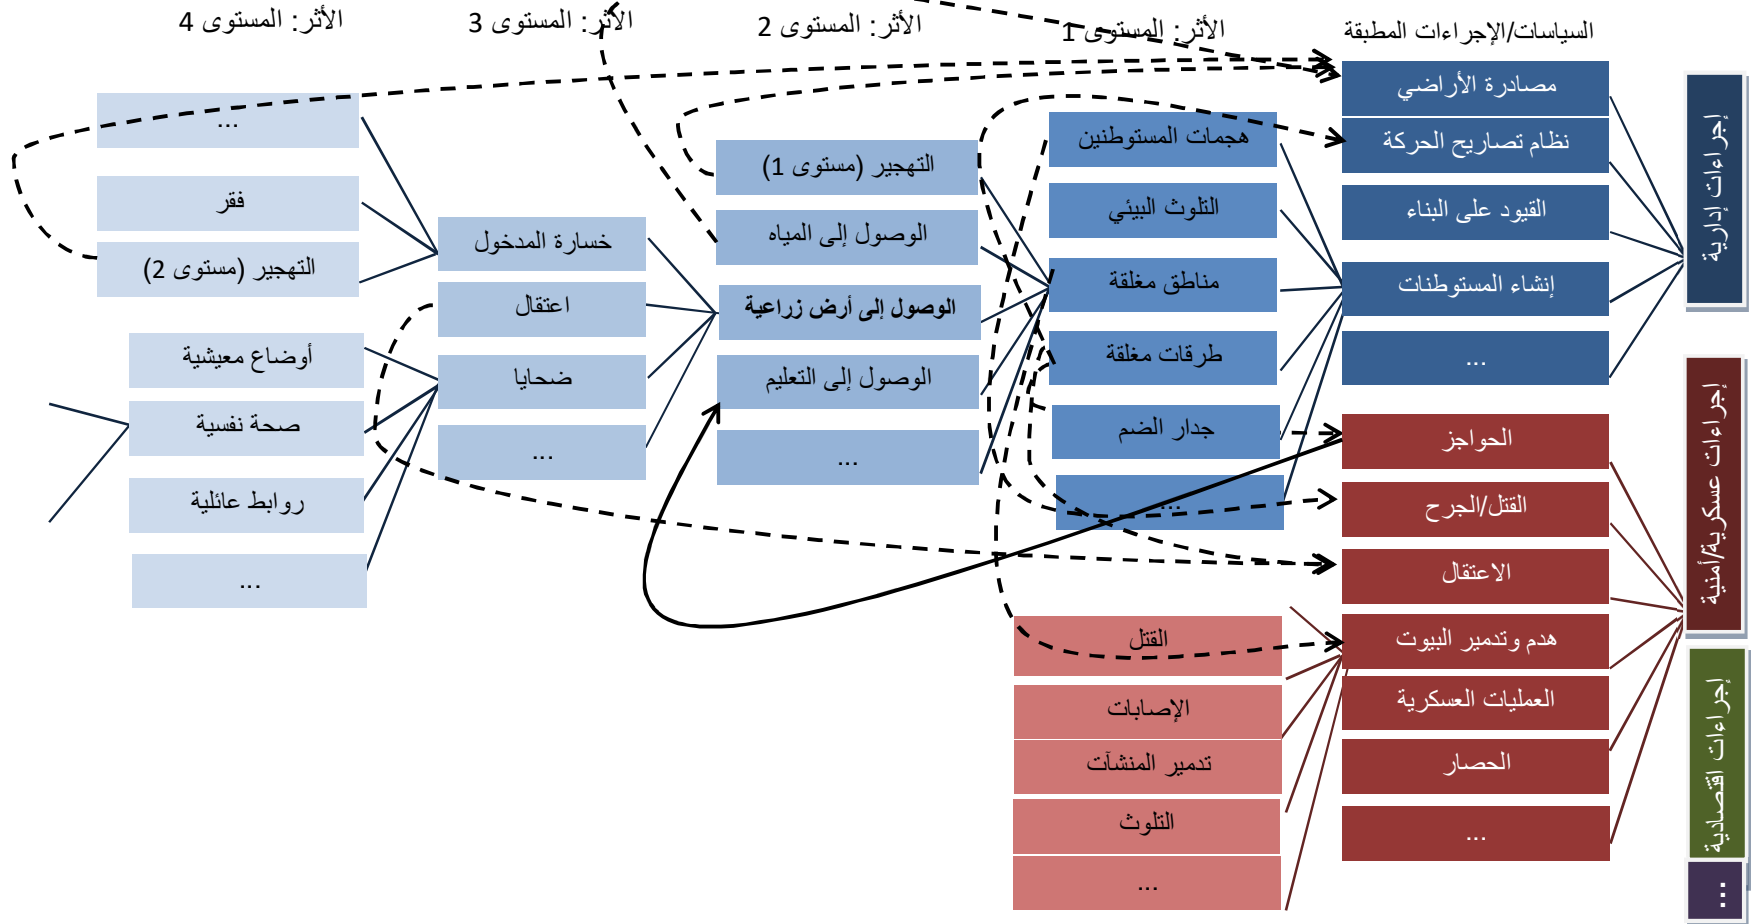 السياسات/الإجراءات المطبقة
الأثر: المستوى 1
الأثر: المستوى 2
الأثر: المستوى 3
الأثر: المستوى 4
إجراءات إدارية
إجراءات عسكرية/أمنية
إجراءات اقتصادية
...
مصادرة الأراضي
نظام تصاريح الحركة
القيود على البناء
إنشاء المستوطنات
...
الحواجز
القتل/الجرح
الاعتقال
هدم وتدمير البيوت
العمليات العسكرية
الحصار
...
هجمات المستوطنين
التلوث البيئي
مناطق مغلقة
طرقات مغلقة
جدار الضم
...
القتل
الإصابات
تدمير المنشآت
التلوث
...
التهجير (مستوى 1)
الوصول إلى المياه
الوصول إلى أرض زراعية
الوصول إلى التعليم
...
خسارة المدخول
اعتقال
ضحايا
...
...
فقر
التهجير (مستوى 2)
أوضاع معيشية
صحة نفسية
روابط عائلية
...